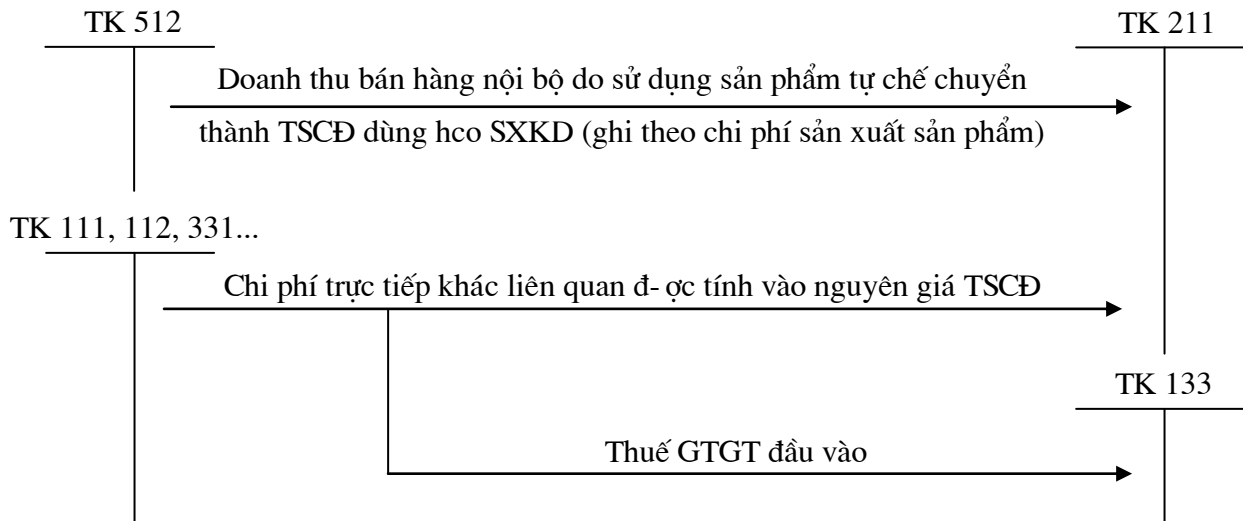 TK 512
TK 211
Doanh thu bán hàng nội bộ do sử dụng sản phẩm tự chế chuyển
thành TSCĐ dùng hco SXKD (ghi theo chi phí sản xuất sản phẩm)
TK 111, 112, 331...
Chi phí trực tiếp khác liên quan đ- ợc tính vào nguyên giá TSCĐ
TK 133
Thuế GTGT đầu vào